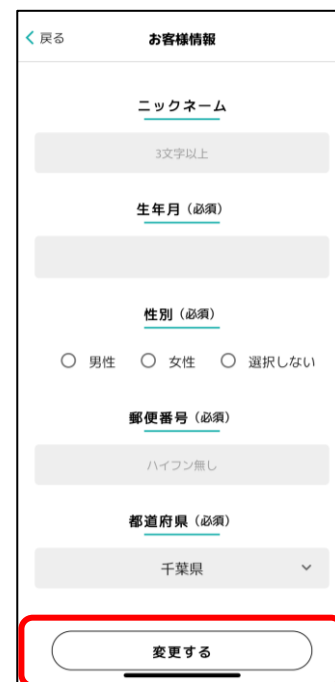 戻る お客様情報
ニックネーム
3文字以上
生年月（必須）
性別（必須）
男性 女性 選択しない
郵便番号（必須）
ハイフン無し
都道府県（必須）
千葉県
変更する